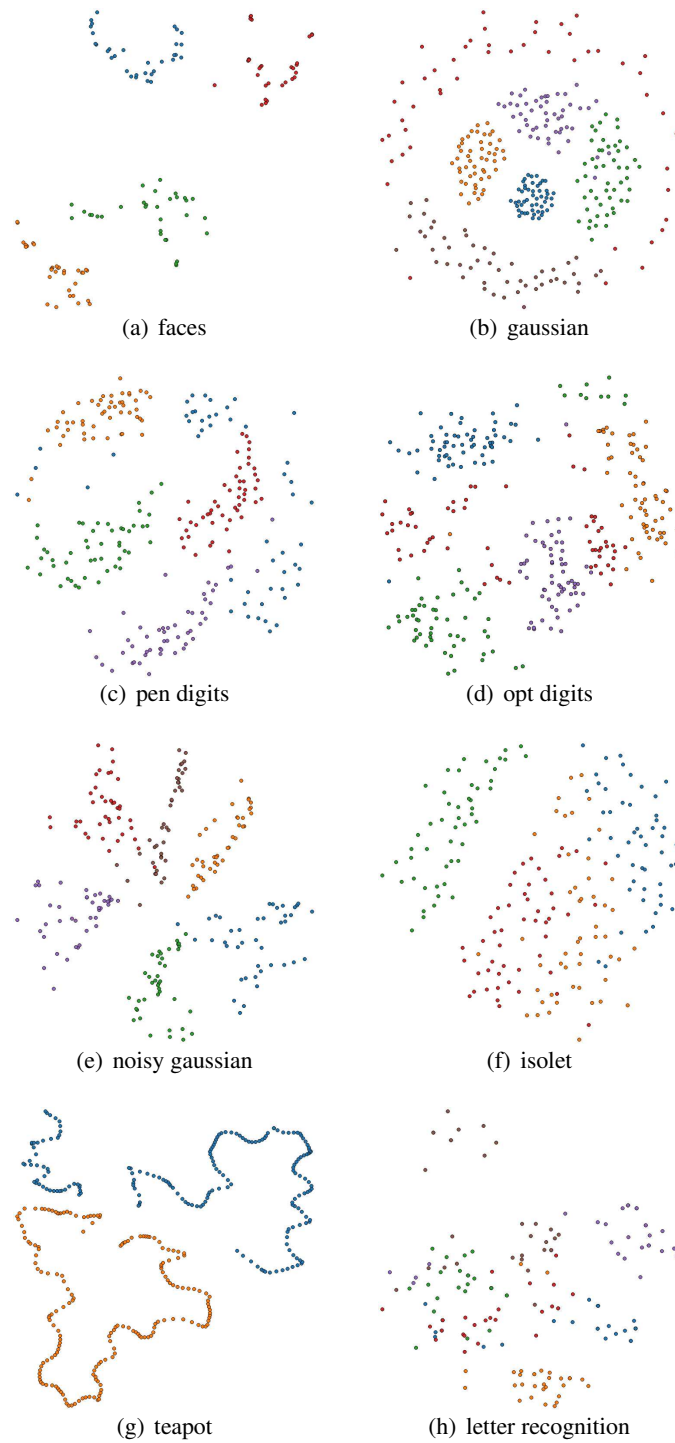 (a) faces
(b) gaussian
(c) pen digits
(d) opt digits
(e) noisy gaussian
(f) isolet
(g) teapot
(h) letter recognition